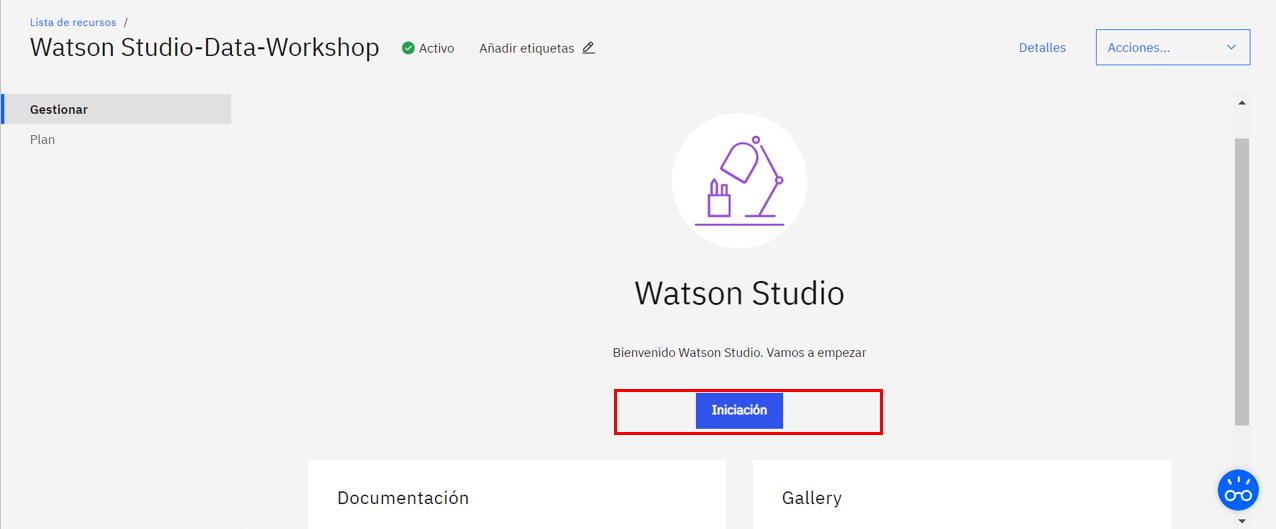 Lista de recursos /
Watson Studio-Data-Workshop Activo Añadir etiquetas Detalles Acciones...
Gestionar
Plan
Watson Studio
Bienvenido Watson Studio. Vamos a empezar
Iniciación
Documentación Gallery